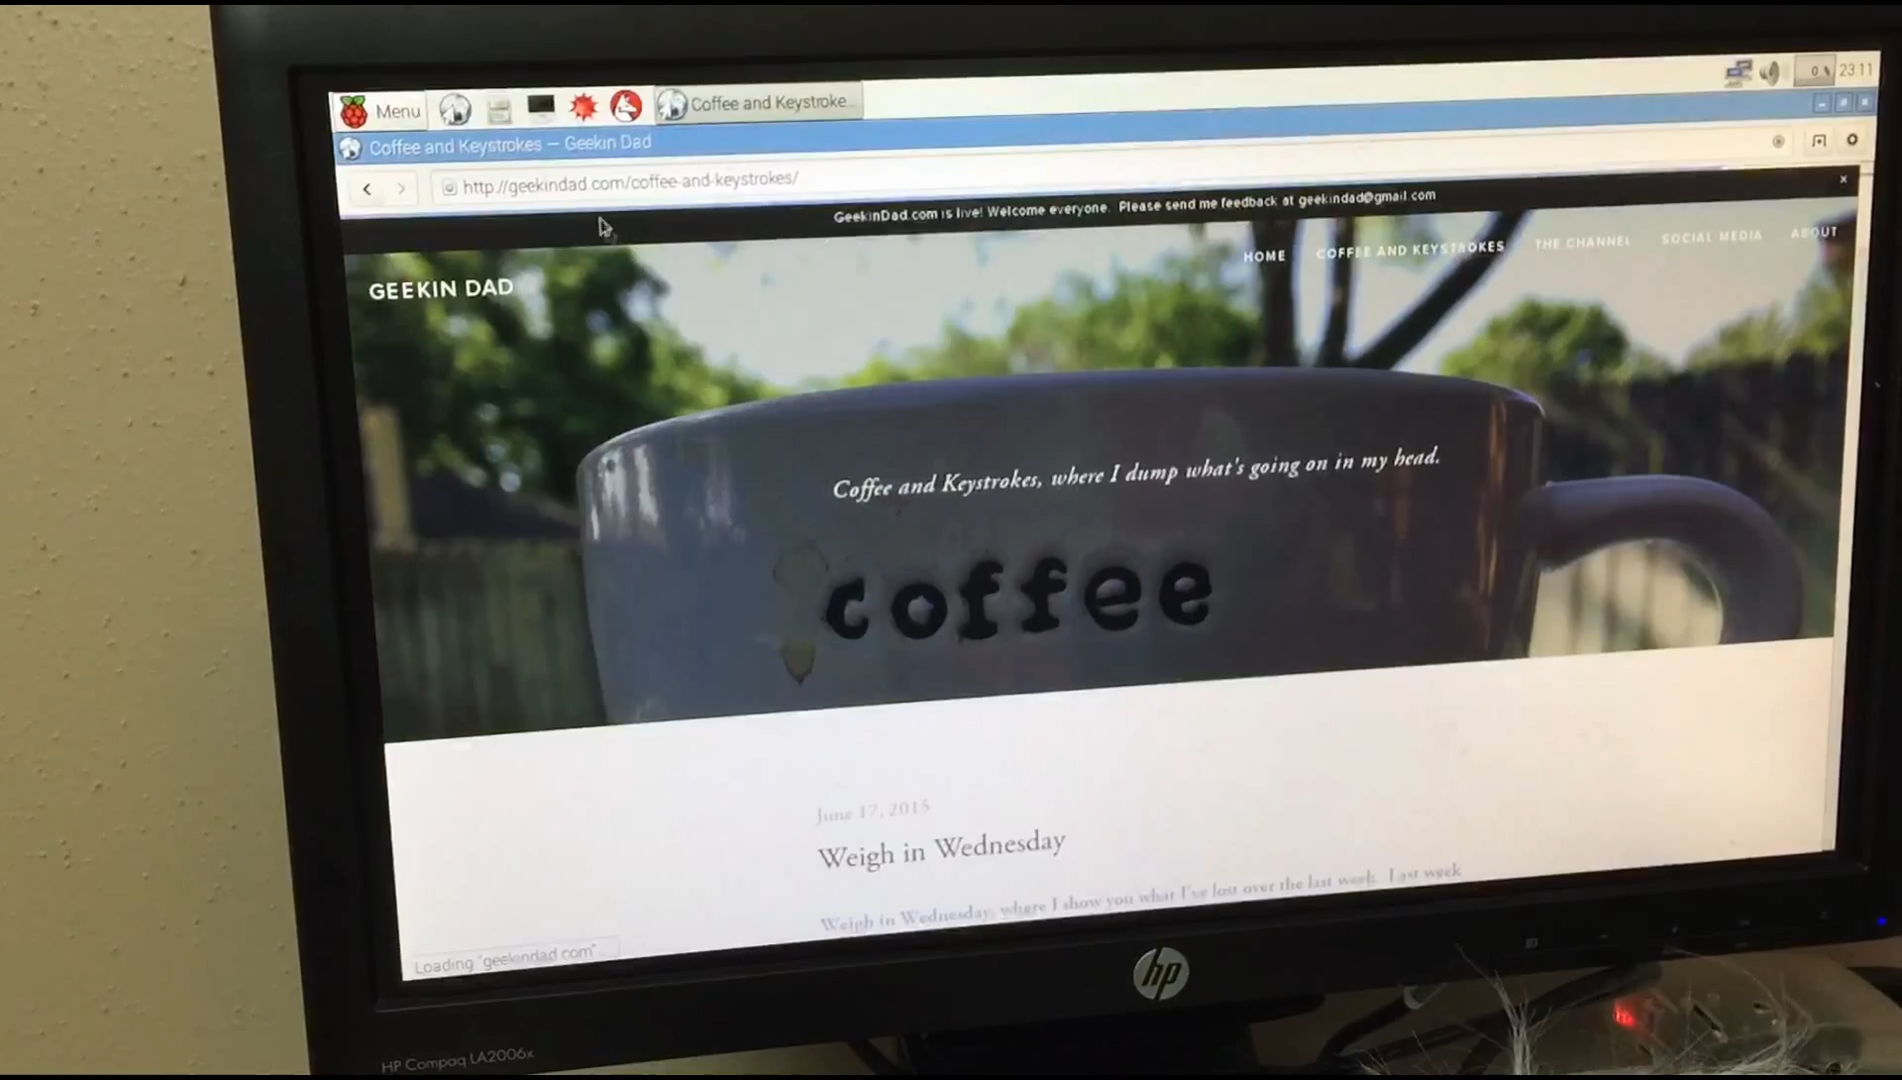 Menu
Coffee and Keystroke...
0 %
23:11
Coffee and Keystrokes — Geekin Dad
http://geekindad.com/coffee-and-keystrokes/
GeekinDad.com is live! Welcome everyone. Please send me feedback at geekindad@gmail.com
GEEKIN DAD
HOME COFFEE AND KEYSTROKES THE CHANNEL SOCIAL MEDIA ABOUT
Coffee and Keystrokes, where I dump what's going on in my head.
coffee
June 17, 2015
Weigh in Wednesday
Weigh in Wednesday, where I show you what I've lost over the last week. Last week
Loading "geekindad.com"
hp
HP Compaq LA2006x